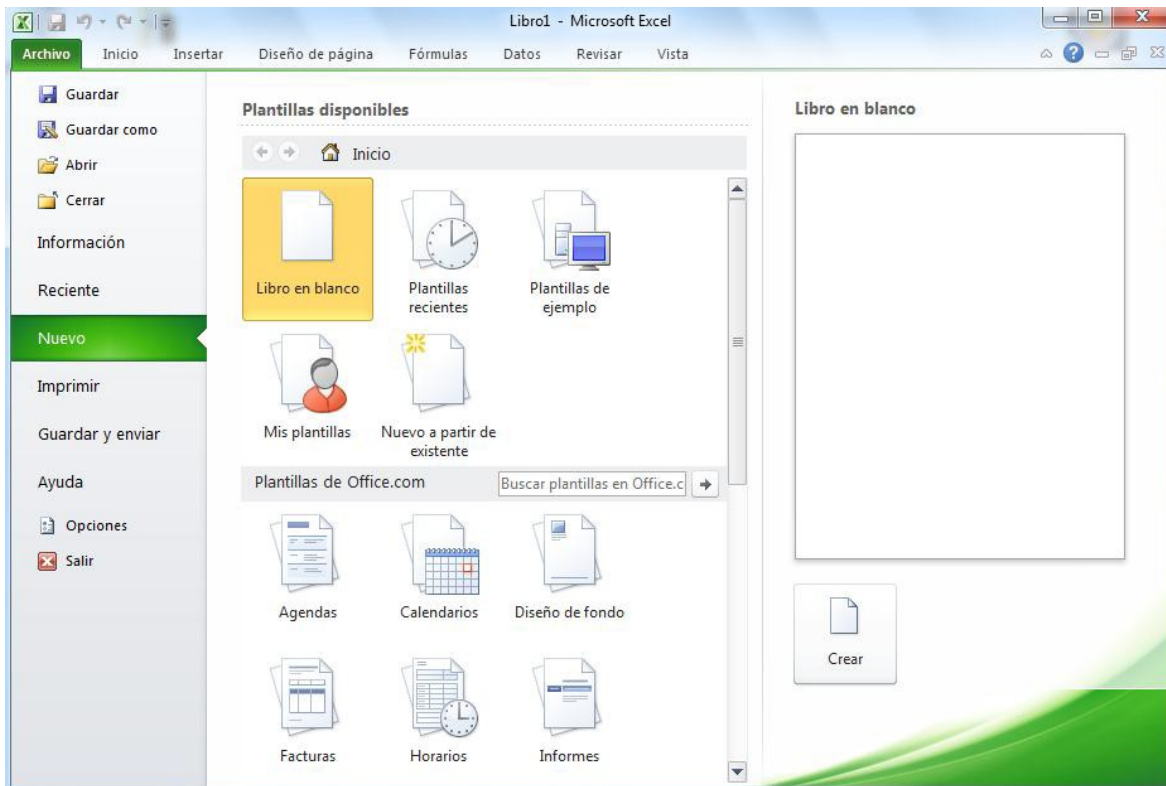 Libro1 - Microsoft Excel
Archivo Inicio Insertar Diseño de página Fórmulas Datos Revisar Vista
Guardar
Guardar como
Abrir
Cerrar
Información
Reciente
Nuevo
Imprimir
Guardar y enviar
Ayuda
Opciones
Salir
Plantillas disponibles
Inicio
Libro en blanco
Plantillas
recientes
Plantillas de
ejemplo
Mis plantillas
Nuevo a partir de
existente
Plantillas de Office.com
Buscar plantillas en Office.c
Agendas
Calendarios
Diseño de fondo
Facturas
Horarios
Informes
Libro en blanco
Crear